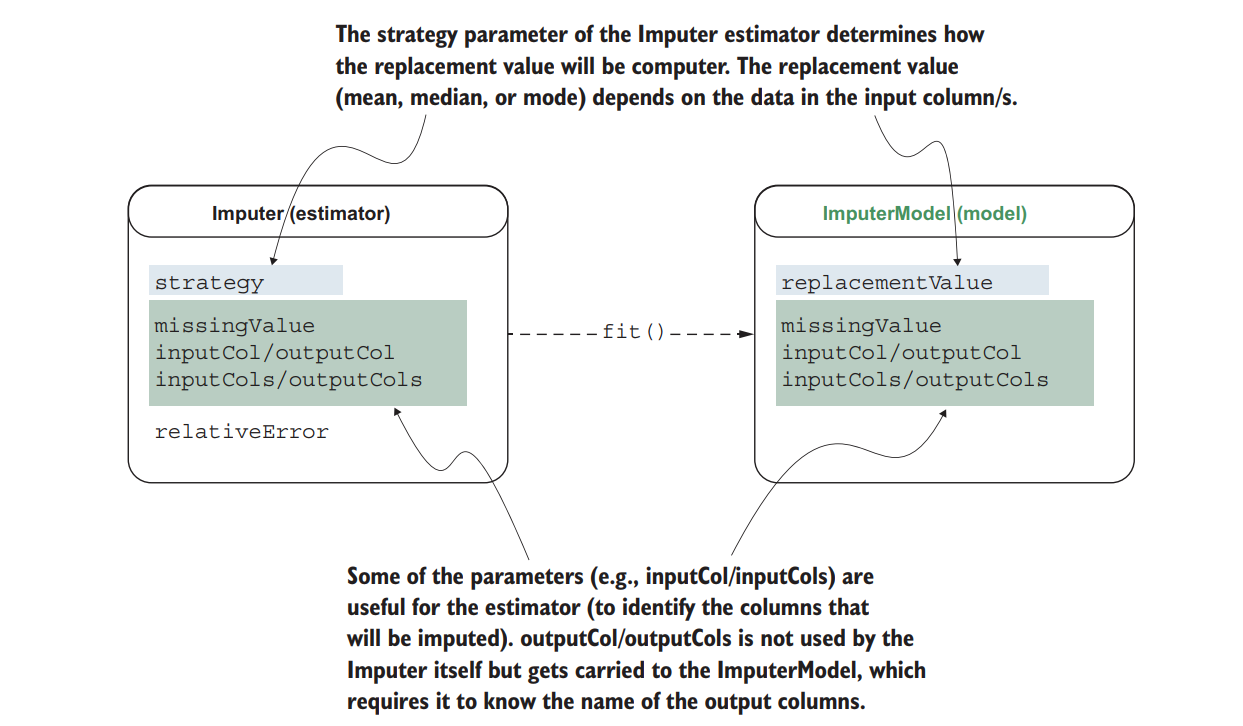 The strategy parameter of the Imputer estimator determines how
the replacement value will be computer. The replacement value
(mean, median, or mode) depends on the data in the input column/s.
Imputer (estimator)
strategy
missingValue
inputCol/outputCol
inputCols/outputCols
relativeError
fit()
ImputerModel (model)
replacementValue
missingValue
inputCol/outputCol
inputCols/outputCols
Some of the parameters (e.g., inputCol/inputCols) are
useful for the estimator (to identify the columns that
will be imputed). outputCol/outputCols is not used by the
Imputer itself but gets carried to the ImputerModel, which
requires it to know the name of the output columns.